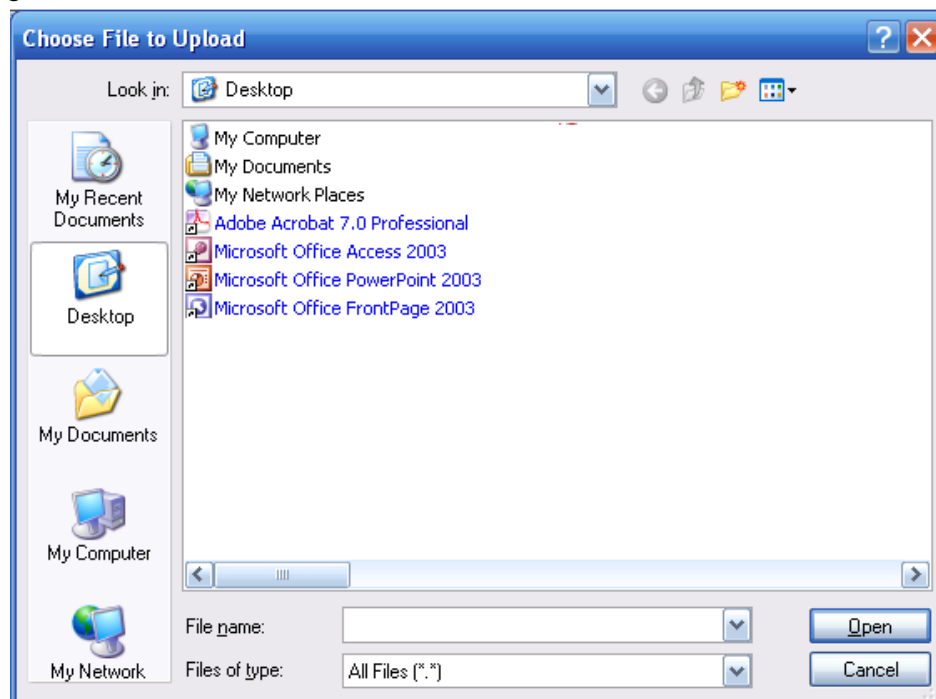 Choose File to Upload
Look in: Desktop
My Recent
Documents
Desktop
My Documents
My Computer
My Network
My Computer
My Documents
My Network Places
Adobe Acrobat 7.0 Professional
Microsoft Office Access 2003
Microsoft Office PowerPoint 2003
Microsoft Office FrontPage 2003
File name:
Open
Files of type: All Files (*.*)
Cancel